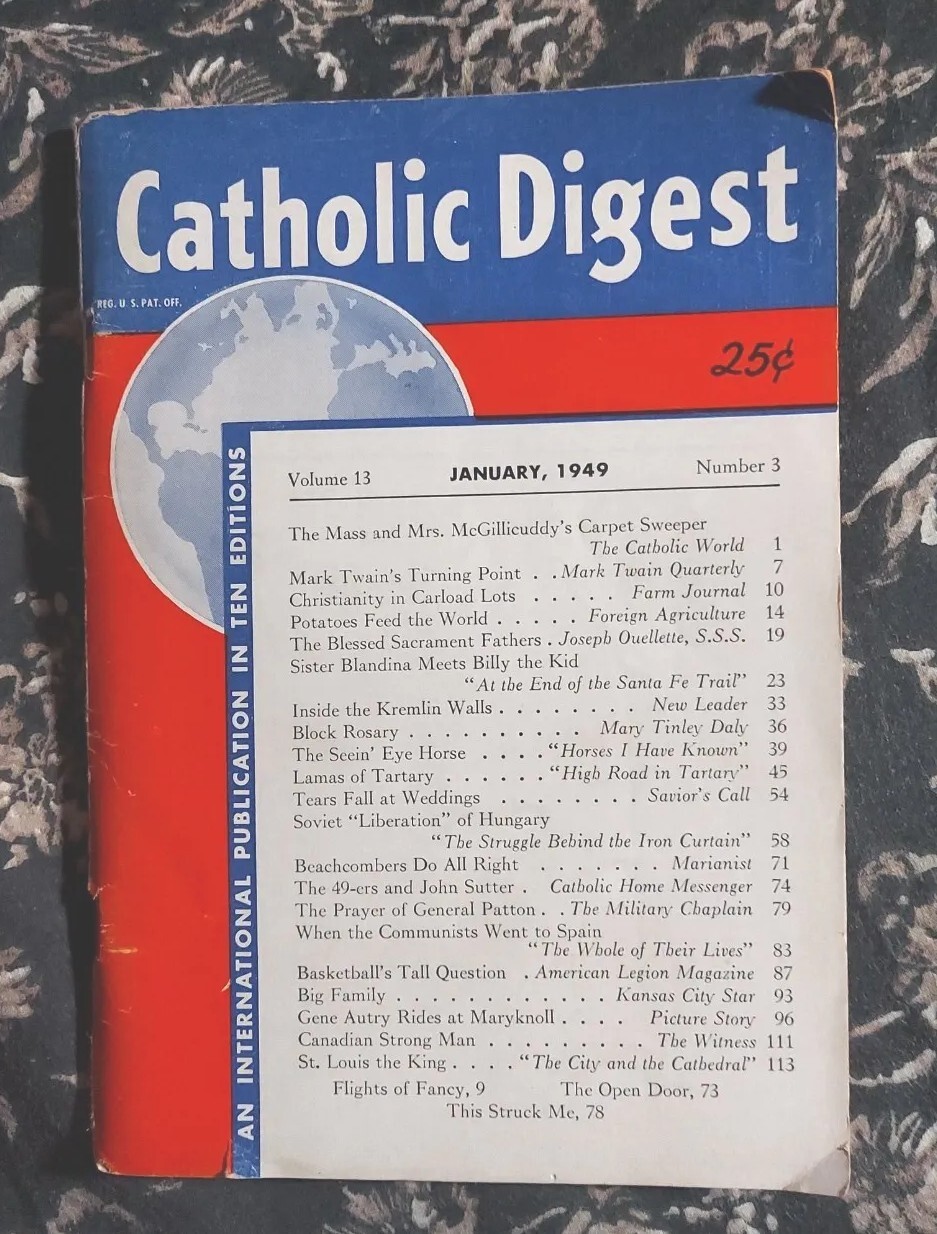 Catholic Digest
REG. U. S. PAT. OFF.
25¢
AN INTERNATIONAL PUBLICATION IN TEN EDITIONS
Volume 13 JANUARY, 1949 Number 3
The Mass and Mrs. McGillicuddy's Carpet Sweeper
The Catholic World 1
Mark Twain's Turning Point . . Mark Twain Quarterly 7
Christianity in Carload Lots . . . . . Farm Journal 10
Potatoes Feed the World . . . . . Foreign Agriculture 14
The Blessed Sacrament Fathers . Joseph Ouellette, S.S.S. 19
Sister Blandina Meets Billy the Kid
"At the End of the Santa Fe Trail" 23
Inside the Kremlin Walls . . . . . . . . New Leader 33
Block Rosary . . . . . . . . . . Mary Tinley Daly 36
The Seein' Eye Horse . . . . "Horses I Have Known" 39
Lamas of Tartary . . . . . . "High Road in Tartary" 45
Tears Fall at Weddings . . . . . . . . Savior's Call 54
Soviet "Liberation" of Hungary
"The Struggle Behind the Iron Curtain" 58
Beachcombers Do All Right . . . . . . . Marianist 71
The 49-ers and John Sutter . Catholic Home Messenger 74
The Prayer of General Patton . . The Military Chaplain 79
When the Communists Went to Spain
"The Whole of Their Lives" 83
Basketball's Tall Question . American Legion Magazine 87
Big Family . . . . . . . . . . . . Kansas City Star 93
Gene Autry Rides at Maryknoll . . . . Picture Story 96
Canadian Strong Man . . . . . . . . . The Witness 111
St. Louis the King . . . . "The City and the Cathedral" 113
Flights of Fancy, 9 The Open Door, 73
This Struck Me, 78